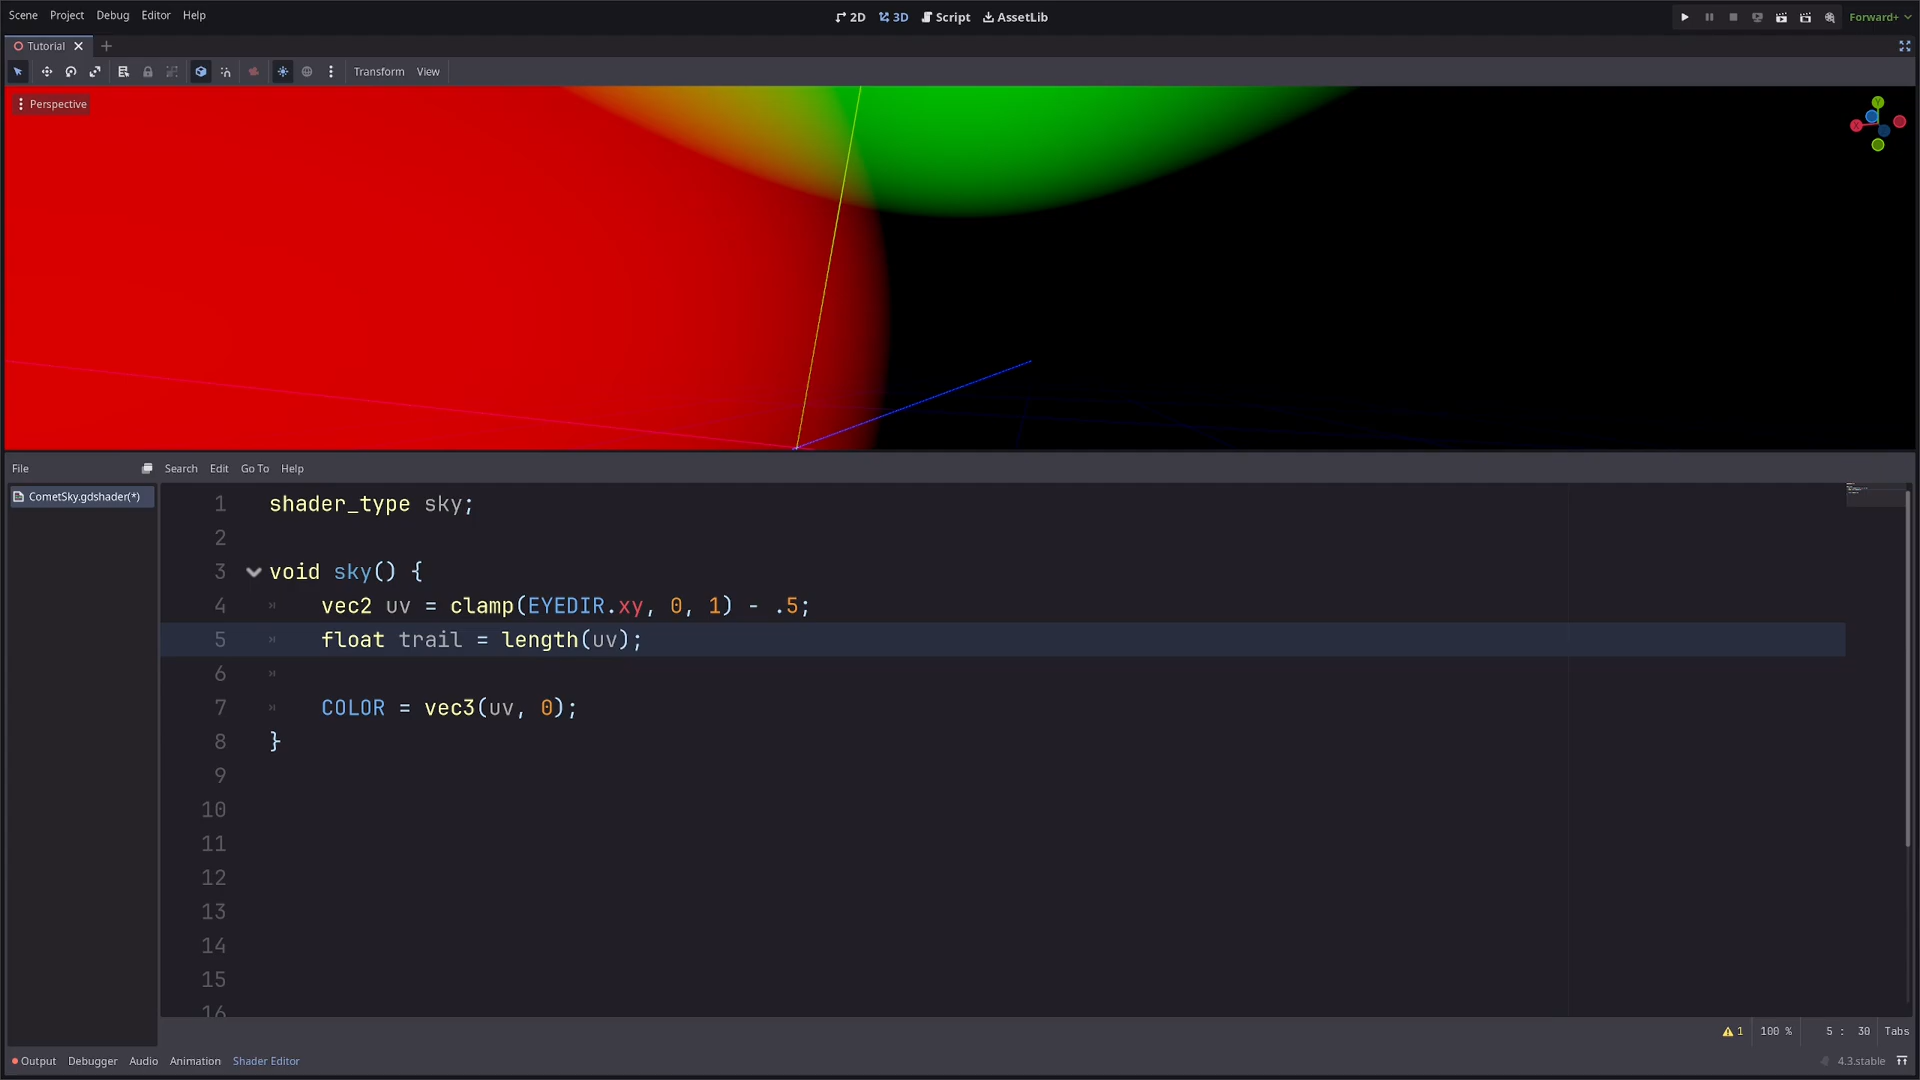 Scene Project Debug Editor Help 2D 3D Script AssetLib Forward+
Tutorial
Transform View
Perspective
Y
X
File Search Edit Go To Help
CometSky.gdshader(*)
1 shader_type sky;
2
3 void sky() {
4 vec2 uv = clamp(EYEDIR.xy, 0, 1) - .5;
5 float trail = length(uv);
6
7 COLOR = vec3(uv, 0);
8 }
9
10
11
12
13
14
15
16
1 100 % 5 : 30 Tabs
Output Debugger Audio Animation Shader Editor 4.3.stable